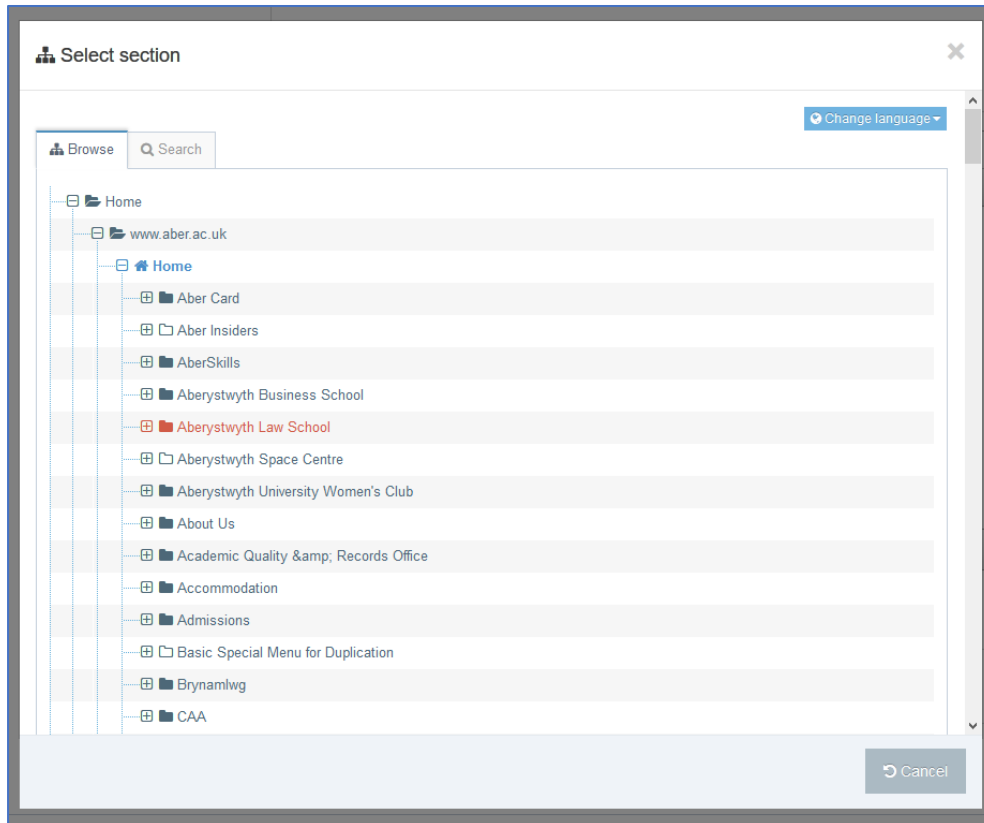 Select section
Change language
Browse
Search
Home
www.aber.ac.uk
Home
Aber Card
Aber Insiders
AberSkills
Aberystwyth Business School
Aberystwyth Law School
Aberystwyth Space Centre
Aberystwyth University Women's Club
About Us
Academic Quality &amp; Records Office
Accommodation
Admissions
Basic Special Menu for Duplication
Brynamlwg
CAA
Cancel